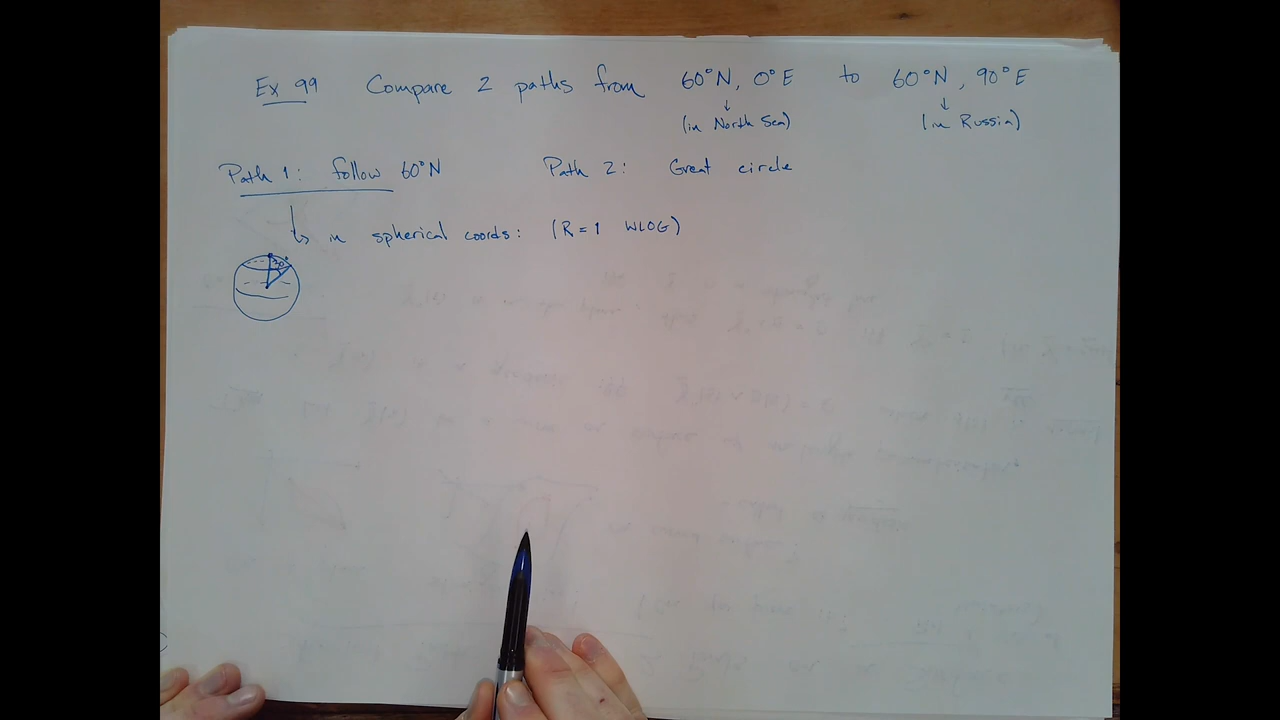 Ex 99 Compare 2 paths from 60°N, 0°E to 60°N, 90°E
↓ ↓
(in North Sea) (in Russia)
Path 1: follow 60°N Path 2: Great circle
↳ in spherical coords: (R = 1 WLOG)